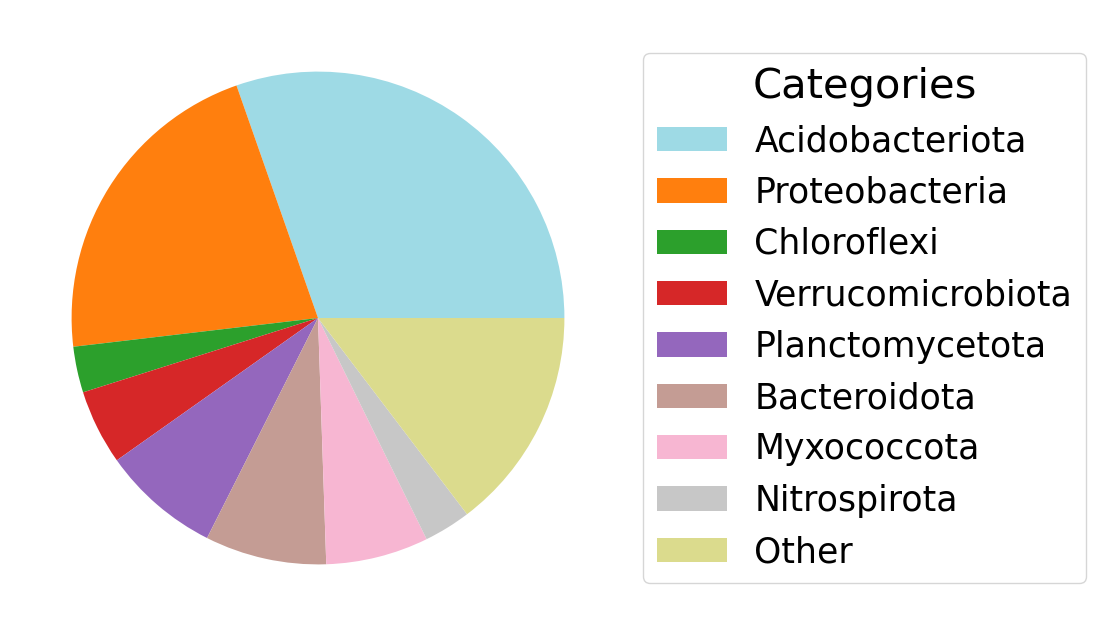 Categories
Acidobacteriota
Proteobacteria
Chloroflexi
Verrucomicrobiota
Planctomycetota
Bacteroidota
Myxococcota
Nitrospirota
Other